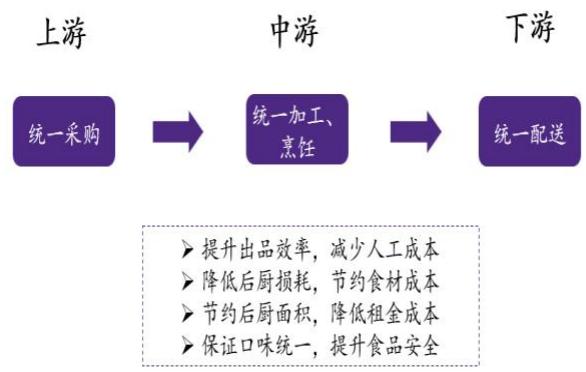 上游
中游
下游
统一采购
统一加工、
烹饪
统一配送
➢ 提升出品效率，减少人工成本
➢ 降低后厨损耗，节约食材成本
➢ 节约后厨面积，降低租金成本
➢ 保证口味统一，提升食品安全